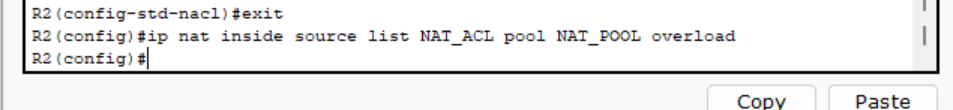 R2(config-std-nacl)#exit
R2(config)#ip nat inside source list NAT_ACL pool NAT_POOL overload
R2(config)#
Copy
Paste